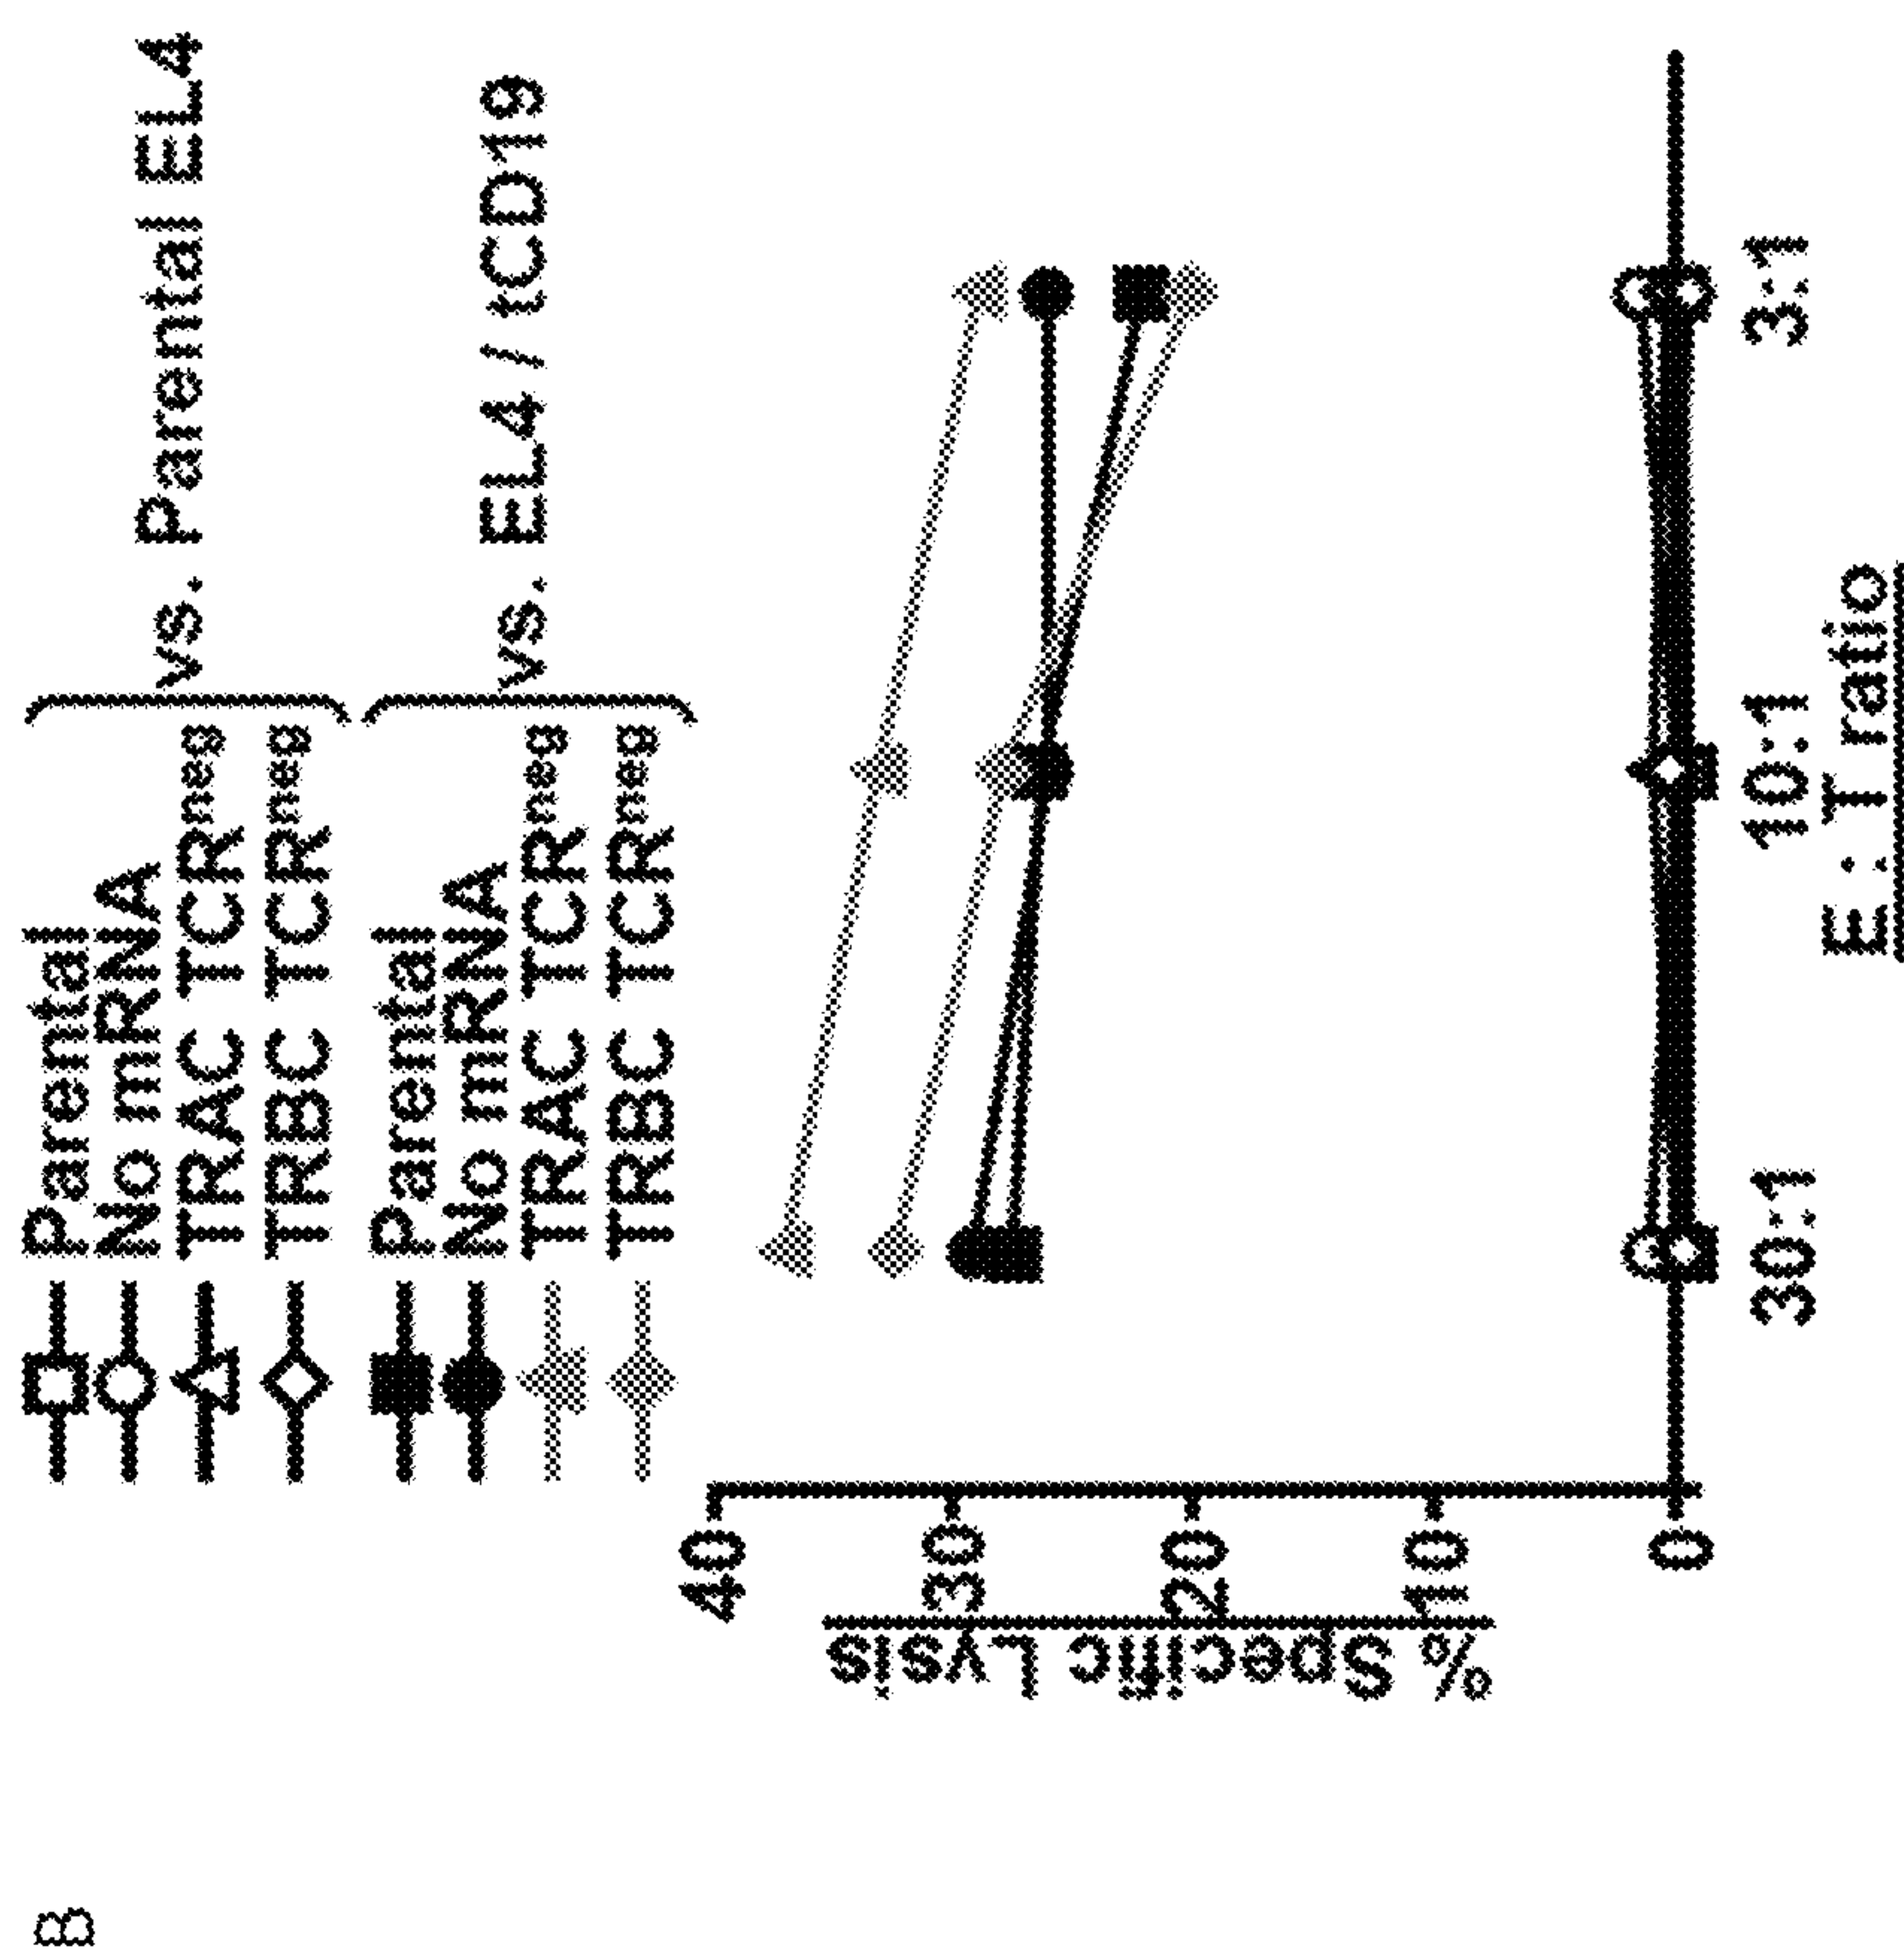 B
Parental
No mRNA
TRAC TCRneg
TRBC TCRneg
vs. Parental EL4
Parental
No mRNA
TRAC TCRneg
TRBC TCRneg
vs. EL4 / tCD19
% Specific Lysis
40
30
20
10
0
30:1
10:1
3:1
E : T ratio